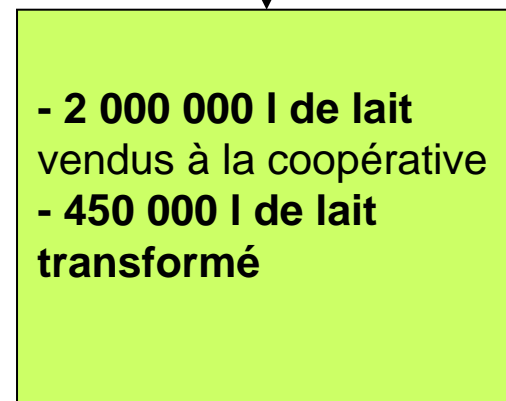 - 2 000 000 l de lait
vendus à la coopérative
- 450 000 l de lait
transformé